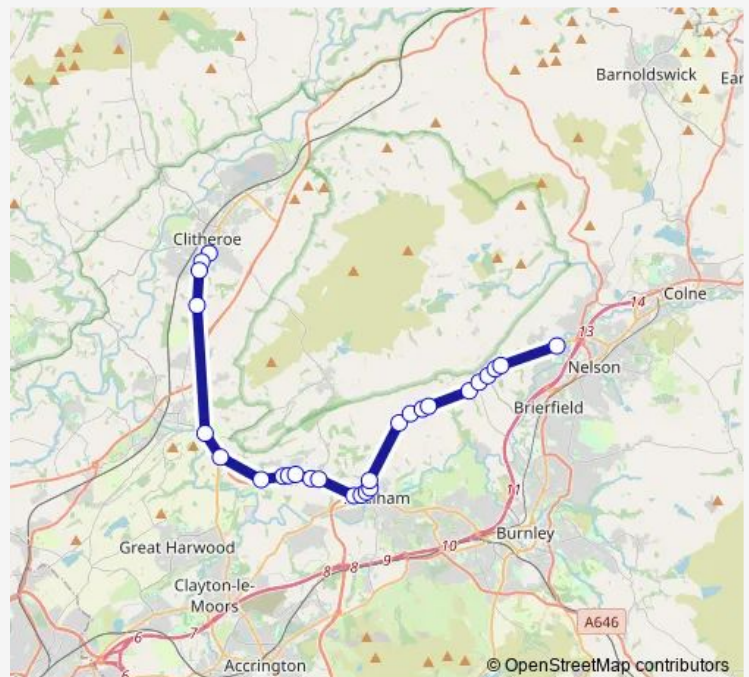 Barnoldswick
Ear
Clitheroe
Colne
14
13
Nelson
Brierfield
11
Burnley
10
9
8
8
7
6
6
Great Harwood
Clayton-le-
Moors
A646
Accrington
© OpenStreetMap contributors